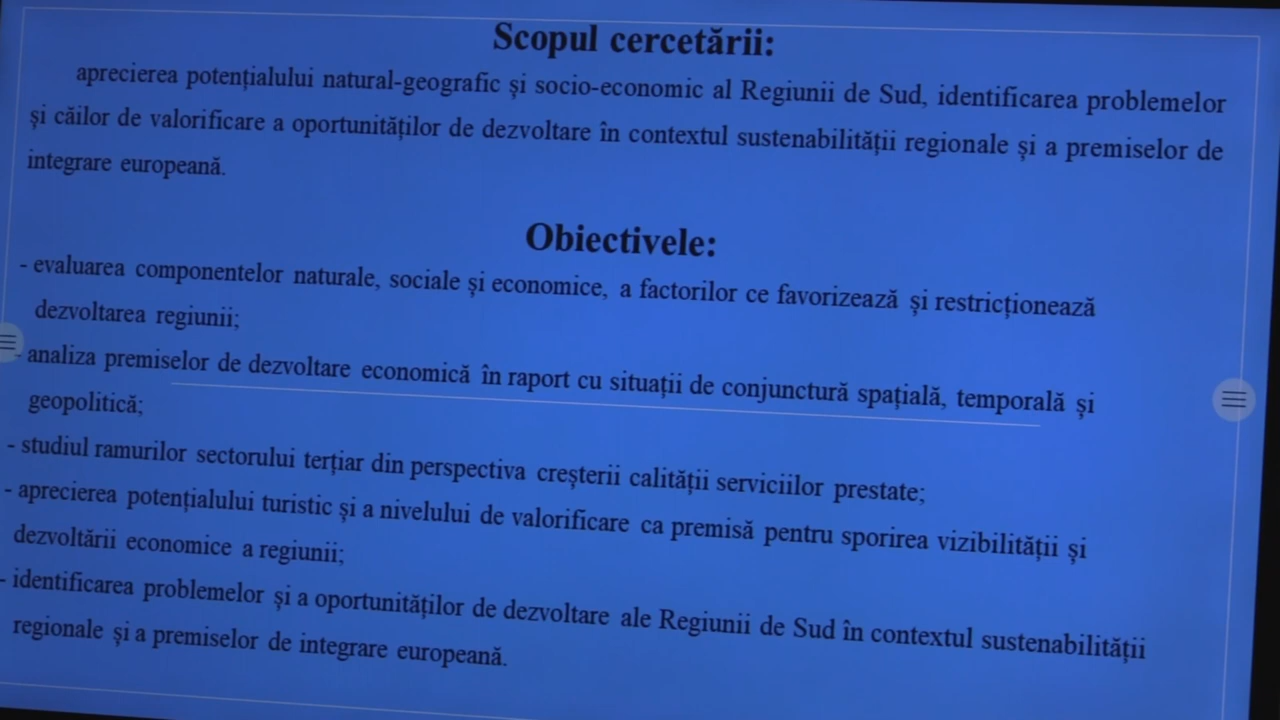 Scopul cercetării:
aprecierea potențialului natural-geografic și socio-economic al Regiunii de Sud, identificarea problemelor
și căilor de valorificare a oportunităților de dezvoltare în contextul sustenabilității regionale și a premiselor de
integrare europeană.
Obiectivele:
- evaluarea componentelor naturale, sociale și economice, a factorilor ce favorizează și restricționează
dezvoltarea regiunii;
- analiza premiselor de dezvoltare economică în raport cu situații de conjunctură spațială, temporală și
geopolitică;
- studiul ramurilor sectorului terțiar din perspectiva creșterii calității serviciilor prestate;
- aprecierea potențialului turistic și a nivelului de valorificare ca premisă pentru sporirea vizibilității și
dezvoltării economice a regiunii;
- identificarea problemelor și a oportunităților de dezvoltare ale Regiunii de Sud în contextul sustenabilității
regionale și a premiselor de integrare europeană.